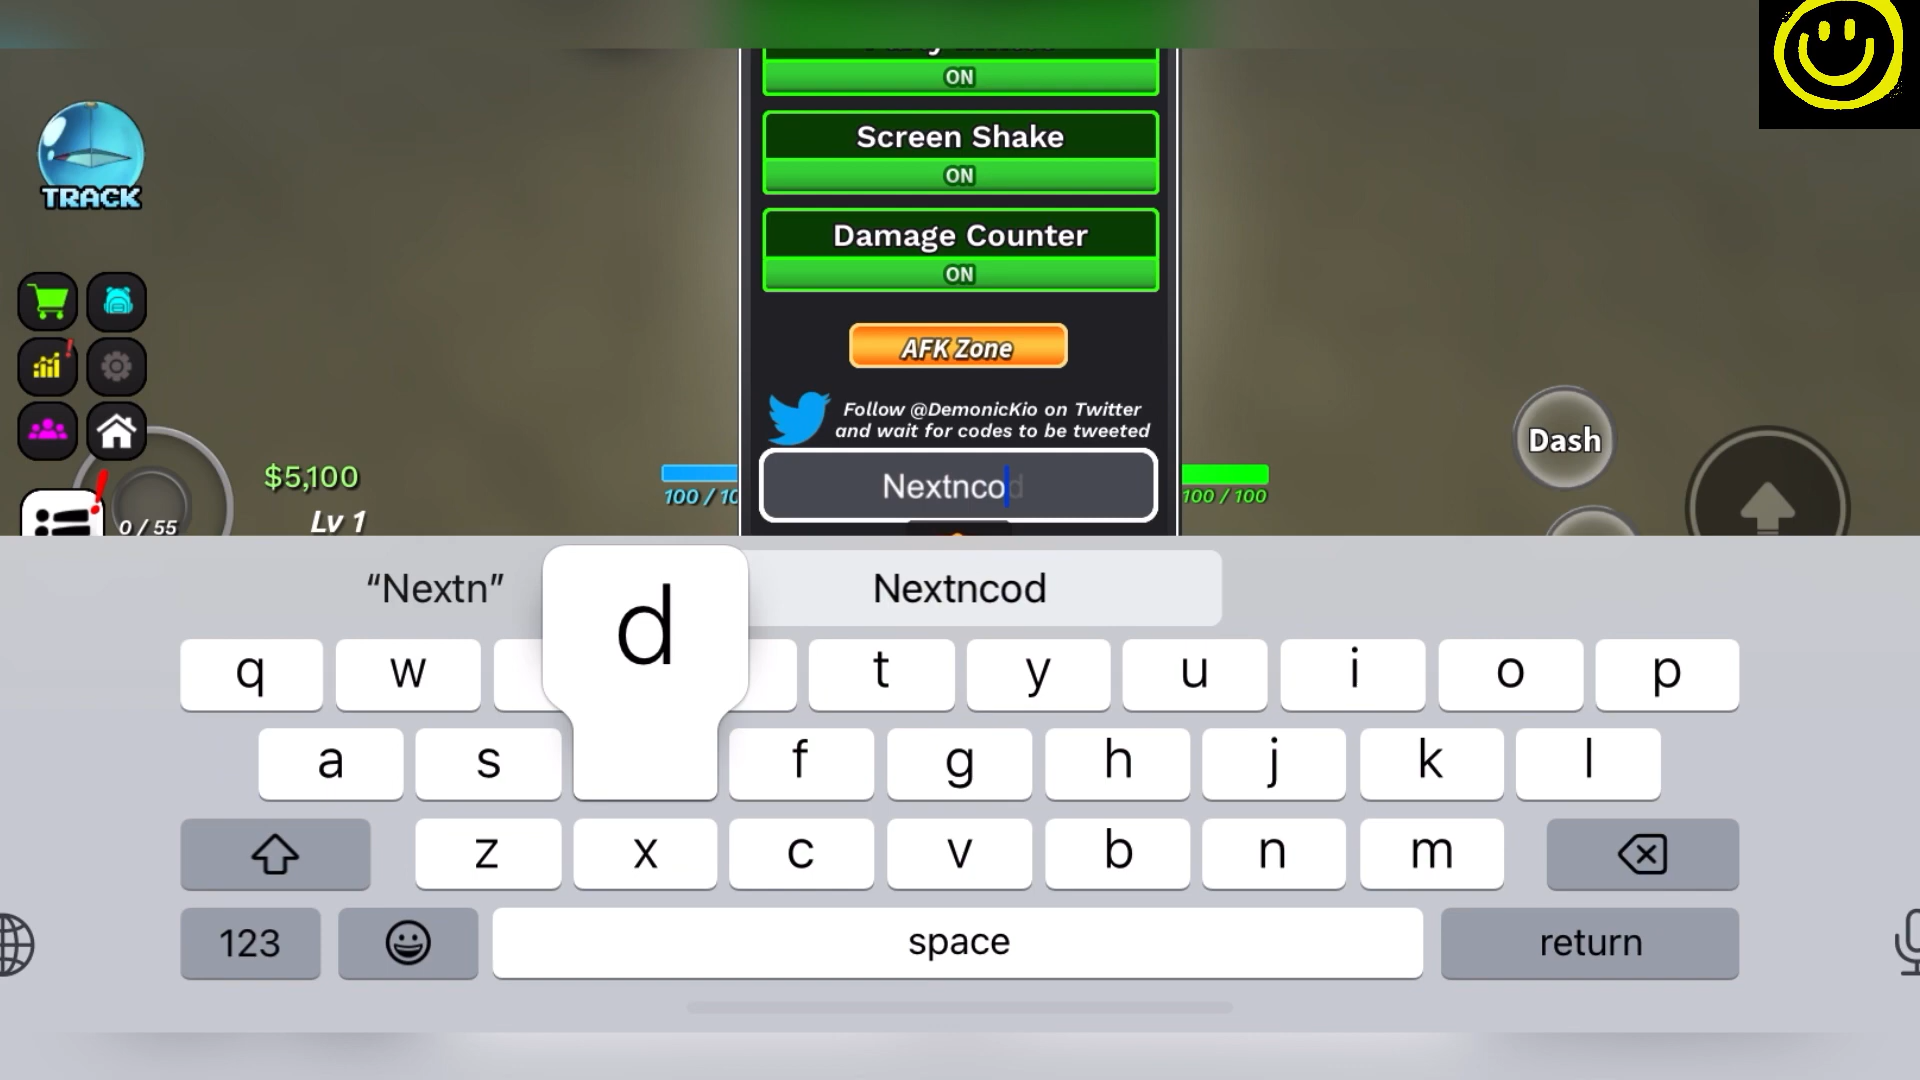 ON
Screen Shake
ON
Damage Counter
ON
AFK Zone
Follow @DemonicKio on Twitter
and wait for codes to be tweeted
Nextncod
TRACK
$5,100
Lv 1
0 / 55
100 / 10
100 / 100
Dash
“Nextn”
Nextncod
d
q w t y u i o p
a s f g h j k l
z x c v b n m
123 space return